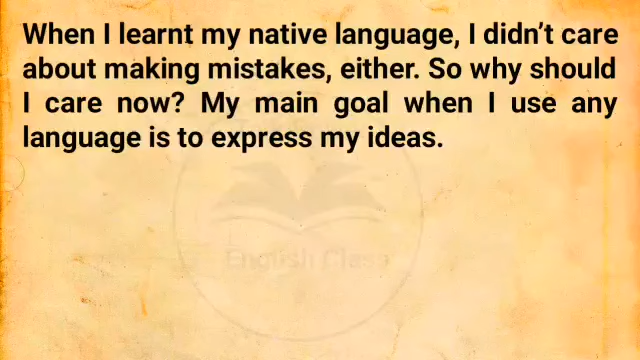 When I learnt my native language, I didn’t care
about making mistakes, either. So why should
I care now? My main goal when I use any
language is to express my ideas.
English Class